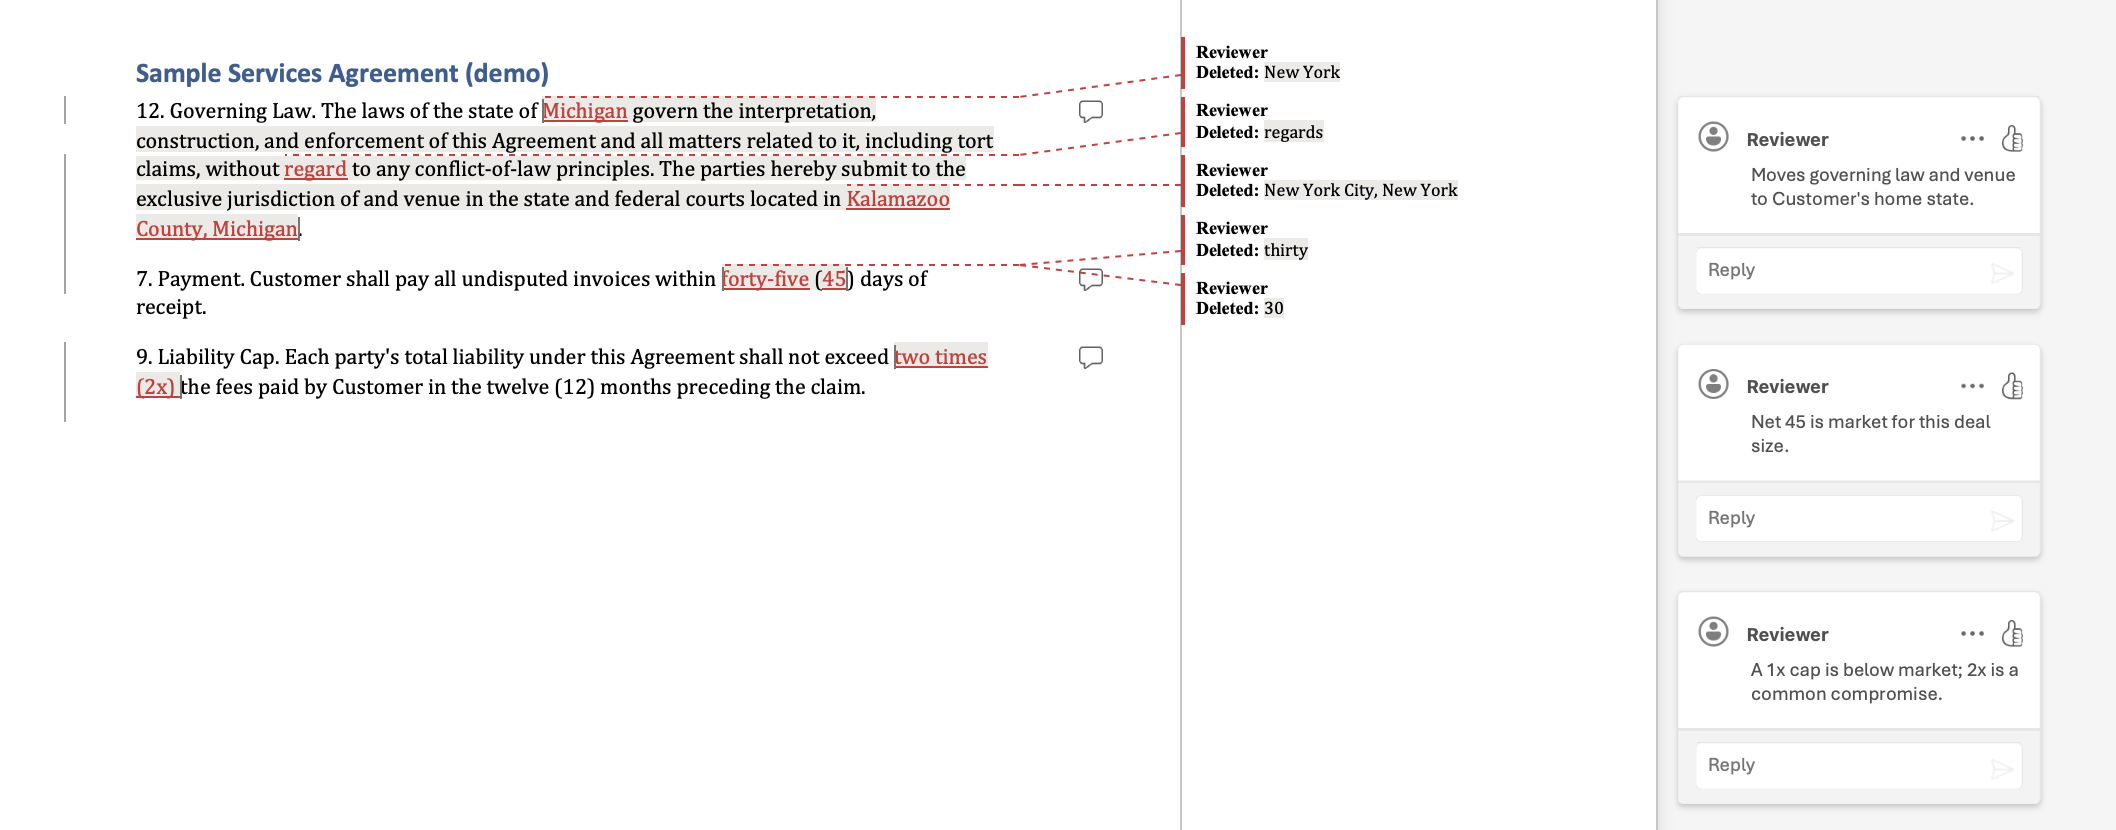 Sample Services Agreement (demo)
12. Governing Law. The laws of the state of Michigan govern the interpretation,
construction, and enforcement of this Agreement and all matters related to it, including tort
claims, without regard to any conflict-of-law principles. The parties hereby submit to the
exclusive jurisdiction of and venue in the state and federal courts located in Kalamazoo
County, Michigan.
7. Payment. Customer shall pay all undisputed invoices within forty-five (45) days of
receipt.
9. Liability Cap. Each party's total liability under this Agreement shall not exceed two times
(2x) the fees paid by Customer in the twelve (12) months preceding the claim.
Reviewer
Deleted: New York
Reviewer
Deleted: regards
Reviewer
Deleted: New York City, New York
Reviewer
Deleted: thirty
Reviewer
Deleted: 30
Reviewer
Moves governing law and venue
to Customer's home state.
Reply
Reviewer
Net 45 is market for this deal
size.
Reply
Reviewer
A 1x cap is below market; 2x is a
common compromise.
Reply